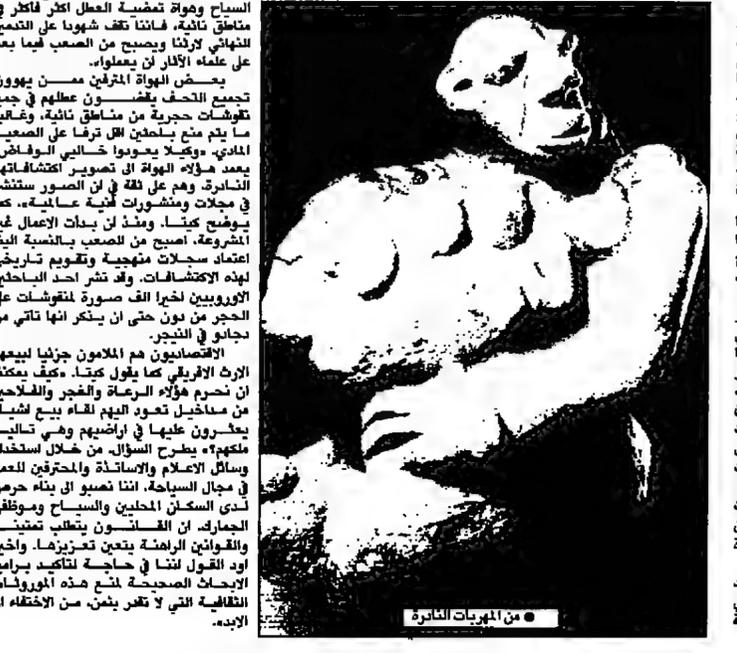 السياح وهواة تمضية العطل اكثر فاكثر في
مناطق نائية، فاننا نقف شهودا على التدمير
النهائي لارثنا ويصبح من الصعب فيما بعد
على علماء الآثار ان يعملوا».
بعض الهواة المترفين ممن يهوون
تجميع التحف يقضون عطلهم في جمع
نقوشات حجرية من مناطق نائية، وغالبا
ما يتم منع باحثين اقل ترفا على الصعيد
المادي. «وكيلا يعودوا خاليي الوفاض
يعمد هؤلاء الهواة الى تصوير اكتشافاتهم
النادرة، وهم على ثقة في ان الصور ستنشر
في مجلات ومنشورات فنية عالمية»، كما
يوضح كيتا. ومنذ ان بدأت الاعمال غير
المشروعة، اصبح من الصعب بالنسبة الينا
اعتماد سجلات منهجية وتقويم تاريخي
لهذه الاكتشافات. وقد نشر احد الباحثين
الاوروبيين اخيرا الف صورة لمنقوشات على
الحجر من دون حتى ان يذكر انها تأتي من
دجادو في النيجر.
الاقتصاديون هم الملامون جزئيا لبيعهم
الارث الافريقي كما يقول كيتا. «كيف يمكننا
ان نحرم هؤلاء الرعاة والغجر والفلاحين
من مداخيل تعود اليهم لقاء بيع اشياء
يعثرون عليها في اراضيهم وهي تاليا
ملكهم؟» يطرح السؤال. من خلال استخدام
وسائل الاعلام والاساتذة والمحترفين للعمل
في مجال السياحة، اننا نصبو الى بناء حرص
لدى السكان المحليين والسياح وموظفي
الجمارك. ان القانون يتطلب تمتينا
والقوانين الراهنة يتعين تعزيزها. واخيرا
اود القول اننا في حاجة لتأكيد برامج
الابحاث الصحيحة لمنع هذه الموروثات
الثقافية التي لا تقدر بثمن، من الاختفاء الى
الابد».
● من المهربات النادرة